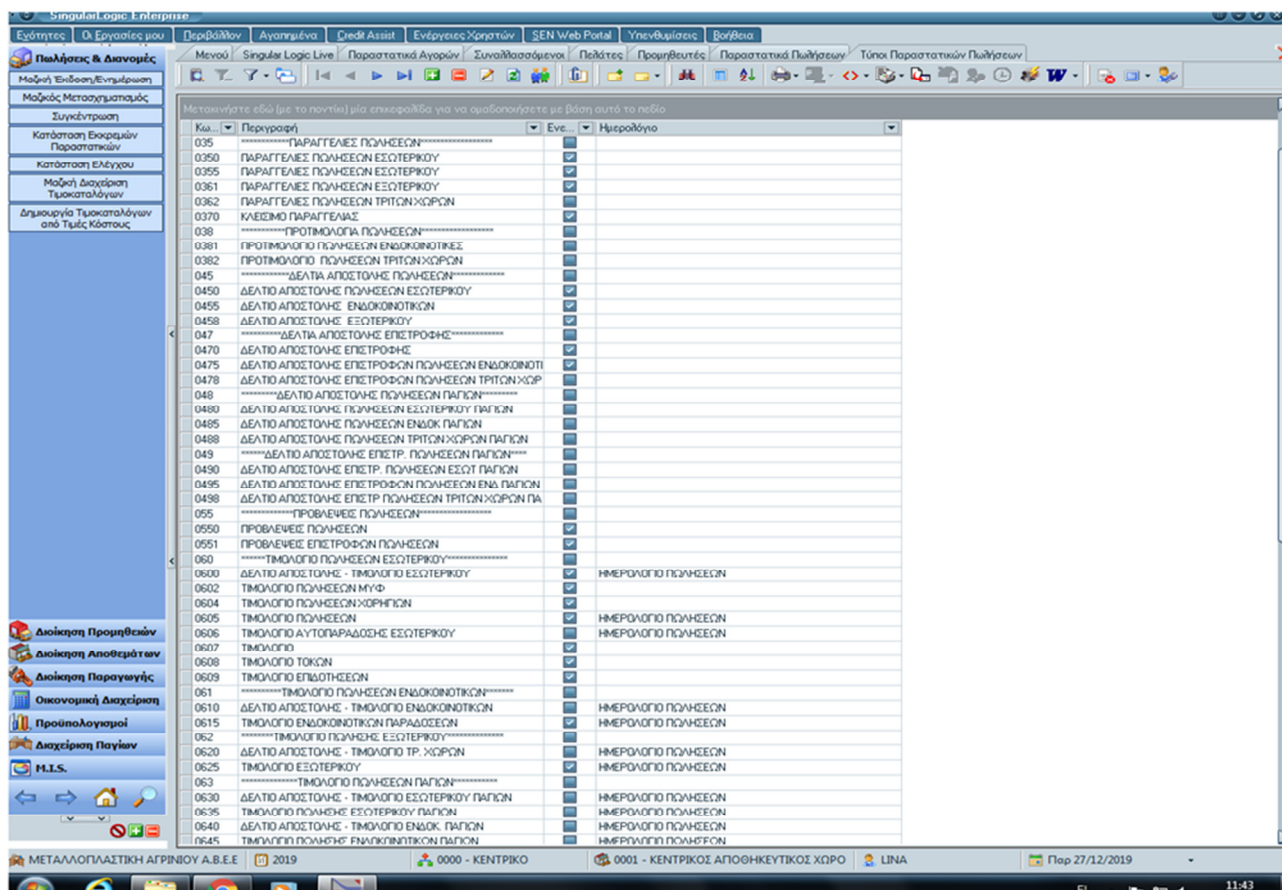 SingularLogic Enterprise
Ενότητες Οι Εργασίες μου Περιβάλλον Αγαπημένα Credit Assist Ενέργειες Χρηστών SEN Web Portal Υπενθυμίσεις Βοήθεια
Πωλήσεις & Διανομές
Μενού Singular Logic Live Παραστατικά Αγορών Συναλλασσόμενοι Πελάτες Προμηθευτές Παραστατικά Πωλήσεων Τύποι Παραστατικών Πωλήσεων
Μαζική Έκδοση/Ενημέρωση
Μαζικός Μετασχηματισμός
Συγκέντρωση
Κατάσταση Εκκρεμών Παραστατικών
Κατάσταση Ελέγχου
Μαζική Διαχείριση Τιμοκαταλόγων
Δημιουργία Τιμοκαταλόγων από Τιμές Κόστους
Μετακινήστε εδώ (με το ποντίκι) μία επικεφαλίδα για να ομαδοποιήσετε με βάση αυτό το πεδίο
Κω... Περιγραφή Ενε... Ημερολόγιο
035 ************ΠΑΡΑΓΓΕΛΙΕΣ ΠΩΛΗΣΕΩΝ******************
0350 ΠΑΡΑΓΓΕΛΙΕΣ ΠΩΛΗΣΕΩΝ ΕΣΩΤΕΡΙΚΟΥ
0355 ΠΑΡΑΓΓΕΛΙΕΣ ΠΩΛΗΣΕΩΝ ΕΣΩΤΕΡΙΚΟΥ
0361 ΠΑΡΑΓΓΕΛΙΕΣ ΠΩΛΗΣΕΩΝ ΕΣΩΤΕΡΙΚΟΥ
0362 ΠΑΡΑΓΓΕΛΙΕΣ ΠΩΛΗΣΕΩΝ ΤΡΙΤΩΝ ΧΩΡΩΝ
0370 ΚΛΕΙΣΙΜΟ ΠΑΡΑΓΓΕΛΙΑΣ
038 ***********ΠΡΟΤΙΜΟΛΟΓΙΑ ΠΩΛΗΣΕΩΝ******************
0381 ΠΡΟΤΙΜΟΛΟΓΙΟ ΠΩΛΗΣΕΩΝ ΕΝΔΟΚΟΙΝΟΤΙΚΕΣ
0382 ΠΡΟΤΙΜΟΛΟΓΙΟ ΠΩΛΗΣΕΩΝ ΤΡΙΤΩΝ ΧΩΡΩΝ
045 ************ΔΕΛΤΙΑ ΑΠΟΣΤΟΛΗΣ ΠΩΛΗΣΕΩΝ*************
0450 ΔΕΛΤΙΟ ΑΠΟΣΤΟΛΗΣ ΠΩΛΗΣΕΩΝ ΕΣΩΤΕΡΙΚΟΥ
0455 ΔΕΛΤΙΟ ΑΠΟΣΤΟΛΗΣ ΕΝΔΟΚΟΙΝΟΤΙΚΩΝ
0458 ΔΕΛΤΙΟ ΑΠΟΣΤΟΛΗΣ ΕΞΩΤΕΡΙΚΟΥ
047 **********ΔΕΛΤΙΑ ΑΠΟΣΤΟΛΗΣ ΕΠΙΣΤΡΟΦΗΣ*************
0470 ΔΕΛΤΙΟ ΑΠΟΣΤΟΛΗΣ ΕΠΙΣΤΡΟΦΗΣ
0475 ΔΕΛΤΙΟ ΑΠΟΣΤΟΛΗΣ ΕΠΙΣΤΡΟΦΩΝ ΠΩΛΗΣΕΩΝ ΕΝΔΟΚΟΙΝΟΤΙ
0478 ΔΕΛΤΙΟ ΑΠΟΣΤΟΛΗΣ ΕΠΙΣΤΡΟΦΩΝ ΠΩΛΗΣΕΩΝ ΤΡΙΤΩΝ ΧΩΡ
048 *********ΔΕΛΤΙΟ ΑΠΟΣΤΟΛΗΣ ΠΩΛΗΣΕΩΝ ΠΑΓΙΩΝ*********
0480 ΔΕΛΤΙΟ ΑΠΟΣΤΟΛΗΣ ΠΩΛΗΣΕΩΝ ΕΣΩΤΕΡΙΚΟΥ ΠΑΓΙΩΝ
0485 ΔΕΛΤΙΟ ΑΠΟΣΤΟΛΗΣ ΠΩΛΗΣΕΩΝ ΕΝΔΟΚ ΠΑΓΙΩΝ
0488 ΔΕΛΤΙΟ ΑΠΟΣΤΟΛΗΣ ΠΩΛΗΣΕΩΝ ΤΡΙΤΩΝ ΧΩΡΩΝ ΠΑΓΙΩΝ
049 ******ΔΕΛΤΙΟ ΑΠΟΣΤΟΛΗΣ ΕΠΙΣΤΡ. ΠΩΛΗΣΕΩΝ ΠΑΓΙΩΝ****
0490 ΔΕΛΤΙΟ ΑΠΟΣΤΟΛΗΣ ΕΠΙΣΤΡ. ΠΩΛΗΣΕΩΝ ΕΣΩΤ ΠΑΓΙΩΝ
0495 ΔΕΛΤΙΟ ΑΠΟΣΤΟΛΗΣ ΕΠΙΣΤΡΟΦΩΝ ΠΩΛΗΣΕΩΝ ΕΝΔ ΠΑΓΙΩΝ
0498 ΔΕΛΤΙΟ ΑΠΟΣΤΟΛΗΣ ΕΠΙΣΤΡ ΠΩΛΗΣΕΩΝ ΤΡΙΤΩΝ ΧΩΡΩΝ ΠΑ
055 *************ΠΡΟΒΛΕΨΕΙΣ ΠΩΛΗΣΕΩΝ******************
0550 ΠΡΟΒΛΕΨΕΙΣ ΠΩΛΗΣΕΩΝ
0551 ΠΡΟΒΛΕΨΕΙΣ ΕΠΙΣΤΡΟΦΩΝ ΠΩΛΗΣΕΩΝ
060 ******ΤΙΜΟΛΟΓΙΟ ΠΩΛΗΣΕΩΝ ΕΣΩΤΕΡΙΚΟΥ***************
0600 ΔΕΛΤΙΟ ΑΠΟΣΤΟΛΗΣ - ΤΙΜΟΛΟΓΙΟ ΕΣΩΤΕΡΙΚΟΥ ΗΜΕΡΟΛΟΓΙΟ ΠΩΛΗΣΕΩΝ
0602 ΤΙΜΟΛΟΓΙΟ ΠΩΛΗΣΕΩΝ ΜΥΦ
0604 ΤΙΜΟΛΟΓΙΟ ΠΩΛΗΣΕΩΝ ΧΟΡΗΓΙΩΝ
0605 ΤΙΜΟΛΟΓΙΟ ΠΩΛΗΣΕΩΝ ΗΜΕΡΟΛΟΓΙΟ ΠΩΛΗΣΕΩΝ
0606 ΤΙΜΟΛΟΓΙΟ ΑΥΤΟΠΑΡΑΔΟΣΗΣ ΕΣΩΤΕΡΙΚΟΥ ΗΜΕΡΟΛΟΓΙΟ ΠΩΛΗΣΕΩΝ
0607 ΤΙΜΟΛΟΓΙΟ
0608 ΤΙΜΟΛΟΓΙΟ ΤΟΚΩΝ
0609 ΤΙΜΟΛΟΓΙΟ ΕΠΙΔΟΤΗΣΕΩΝ
061 **********ΤΙΜΟΛΟΓΙΟ ΠΩΛΗΣΕΩΝ ΕΝΔΟΚΟΙΝΟΤΙΚΩΝ*******
0610 ΔΕΛΤΙΟ ΑΠΟΣΤΟΛΗΣ - ΤΙΜΟΛΟΓΙΟ ΕΝΔΟΚΟΙΝΟΤΙΚΩΝ ΗΜΕΡΟΛΟΓΙΟ ΠΩΛΗΣΕΩΝ
0615 ΤΙΜΟΛΟΓΙΟ ΕΝΔΟΚΟΙΝΟΤΙΚΩΝ ΠΑΡΑΔΟΣΕΩΝ ΗΜΕΡΟΛΟΓΙΟ ΠΩΛΗΣΕΩΝ
062 ********ΤΙΜΟΛΟΓΙΟ ΠΩΛΗΣΗΣ ΕΞΩΤΕΡΙΚΟΥ**************
0620 ΔΕΛΤΙΟ ΑΠΟΣΤΟΛΗΣ - ΤΙΜΟΛΟΓΙΟ ΤΡ. ΧΩΡΩΝ ΗΜΕΡΟΛΟΓΙΟ ΠΩΛΗΣΕΩΝ
0625 ΤΙΜΟΛΟΓΙΟ ΕΞΩΤΕΡΙΚΟΥ ΗΜΕΡΟΛΟΓΙΟ ΠΩΛΗΣΕΩΝ
063 **************ΤΙΜΟΛΟΓΙΟ ΠΩΛΗΣΕΩΝ ΠΑΓΙΩΝ***********
0630 ΔΕΛΤΙΟ ΑΠΟΣΤΟΛΗΣ - ΤΙΜΟΛΟΓΙΟ ΕΣΩΤΕΡΙΚΟΥ ΠΑΓΙΩΝ ΗΜΕΡΟΛΟΓΙΟ ΠΩΛΗΣΕΩΝ
0635 ΤΙΜΟΛΟΓΙΟ ΠΩΛΗΣΗΣ ΕΣΩΤΕΡΙΚΟΥ ΠΑΓΙΩΝ ΗΜΕΡΟΛΟΓΙΟ ΠΩΛΗΣΕΩΝ
0640 ΔΕΛΤΙΟ ΑΠΟΣΤΟΛΗΣ - ΤΙΜΟΛΟΓΙΟ ΕΝΔΟΚ. ΠΑΓΙΩΝ ΗΜΕΡΟΛΟΓΙΟ ΠΩΛΗΣΕΩΝ
0645 ΤΙΜΟΛΟΓΙΟ ΠΩΛΗΣΗΣ ΕΝΔΟΚΟΙΝΟΤΙΚΩΝ ΠΑΓΙΩΝ ΗΜΕΡΟΛΟΓΙΟ ΠΩΛΗΣΕΩΝ
Διοίκηση Προμηθειών
Διοίκηση Αποθεμάτων
Διοίκηση Παραγωγής
Οικονομική Διαχείριση
Προϋπολογισμοί
Διαχείριση Παγίων
M.I.S.
ΜΕΤΑΛΛΟΠΛΑΣΤΙΚΗ ΑΓΡΙΝΙΟΥ Α.Β.Ε.Ε 2019 0000 - ΚΕΝΤΡΙΚΟ 0001 - ΚΕΝΤΡΙΚΟΣ ΑΠΟΘΗΚΕΥΤΙΚΟΣ ΧΩΡΟ LINA Παρ 27/12/2019
EL 11:43